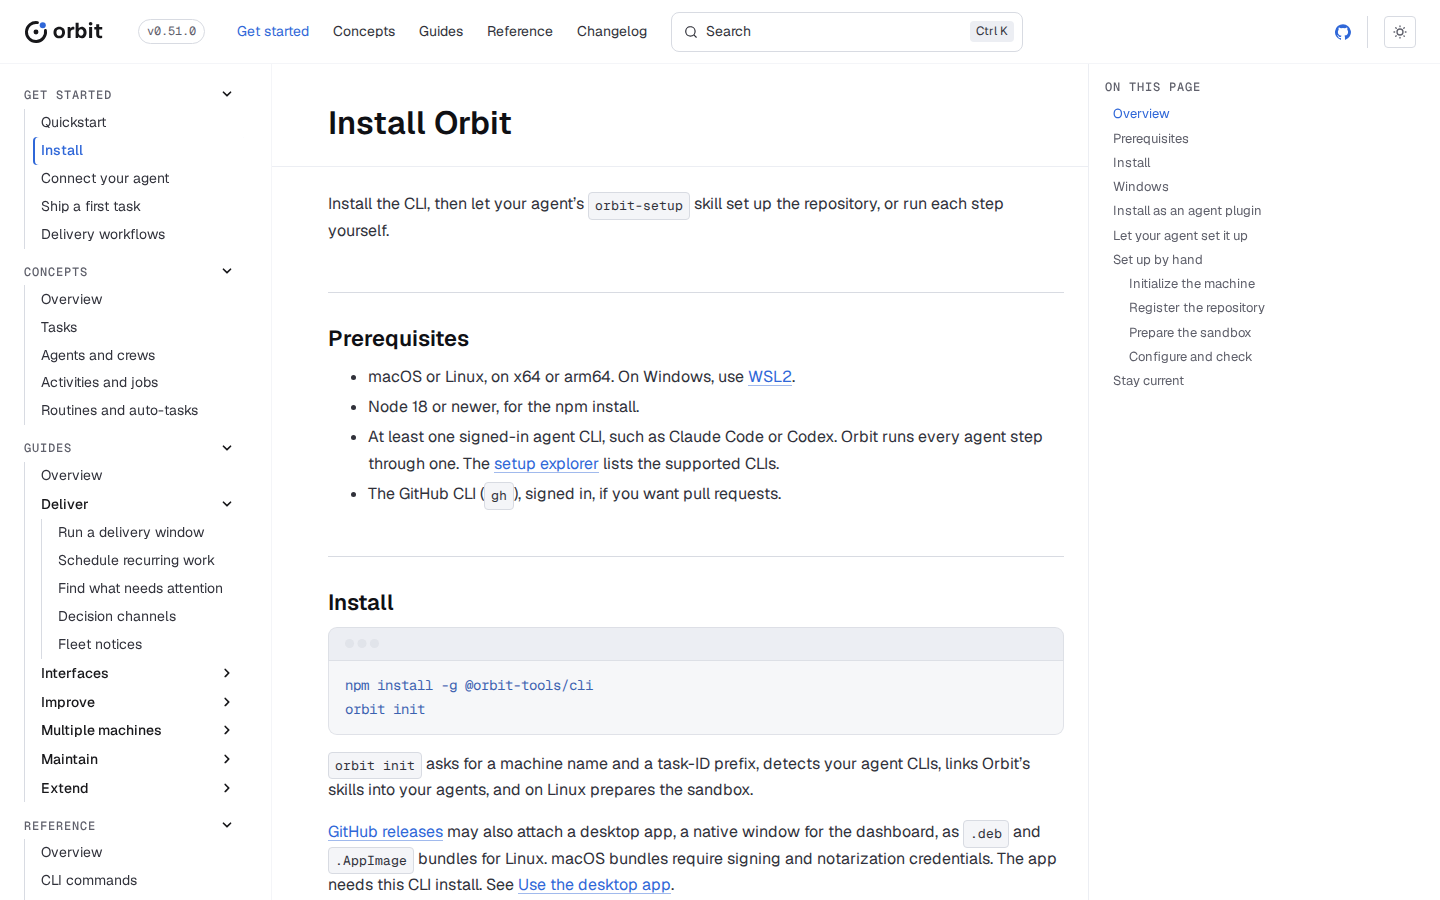 orbit
v0.51.0
Get started
Concepts
Guides
Reference
Changelog
Search
Ctrl K
GET STARTED
Quickstart
Install
Connect your agent
Ship a first task
Delivery workflows
CONCEPTS
Overview
Tasks
Agents and crews
Activities and jobs
Routines and auto-tasks
GUIDES
Overview
Deliver
Run a delivery window
Schedule recurring work
Find what needs attention
Decision channels
Fleet notices
Interfaces
Improve
Multiple machines
Maintain
Extend
REFERENCE
Overview
CLI commands
Install Orbit
Install the CLI, then let your agent’s orbit-setup skill set up the repository, or run each step
yourself.
Prerequisites
• macOS or Linux, on x64 or arm64. On Windows, use WSL2.
• Node 18 or newer, for the npm install.
• At least one signed-in agent CLI, such as Claude Code or Codex. Orbit runs every agent step
through one. The setup explorer lists the supported CLIs.
• The GitHub CLI (gh), signed in, if you want pull requests.
Install
npm install -g @orbit-tools/cli
orbit init
orbit init asks for a machine name and a task-ID prefix, detects your agent CLIs, links Orbit’s
skills into your agents, and on Linux prepares the sandbox.
GitHub releases may also attach a desktop app, a native window for the dashboard, as .deb and
.AppImage bundles for Linux. macOS bundles require signing and notarization credentials. The app
needs this CLI install. See Use the desktop app.
ON THIS PAGE
Overview
Prerequisites
Install
Windows
Install as an agent plugin
Let your agent set it up
Set up by hand
Initialize the machine
Register the repository
Prepare the sandbox
Configure and check
Stay current